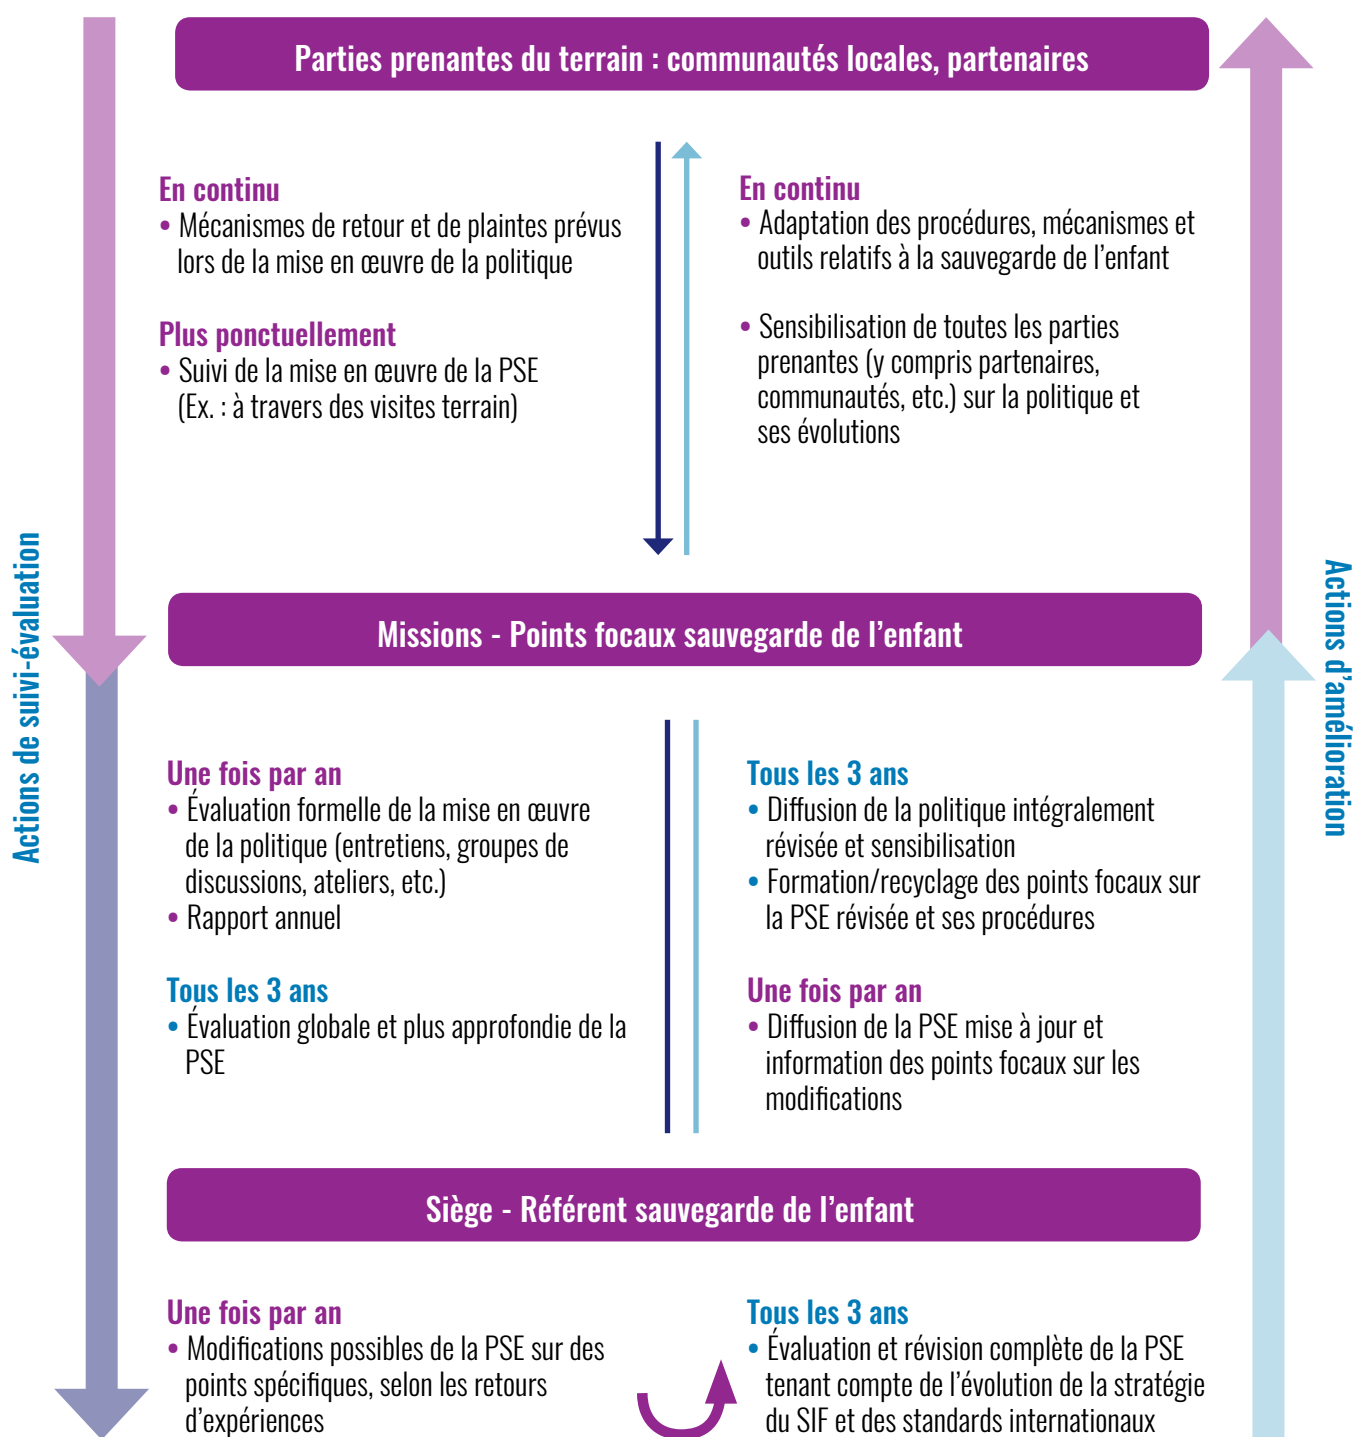 Parties prenantes du terrain : communautés locales, partenaires
En continu
• Mécanismes de retour et de plaintes prévus
lors de la mise en œuvre de la politique
Plus ponctuellement
• Suivi de la mise en œuvre de la PSE
(Ex. : à travers des visites terrain)
En continu
• Adaptation des procédures, mécanismes et
outils relatifs à la sauvegarde de l’enfant
• Sensibilisation de toutes les parties
prenantes (y compris partenaires,
communautés, etc.) sur la politique et
ses évolutions
Actions de suivi-évaluation
Actions d’amélioration
Missions - Points focaux sauvegarde de l’enfant
Une fois par an
• Évaluation formelle de la mise en œuvre
de la politique (entretiens, groupes de
discussions, ateliers, etc.)
• Rapport annuel
Tous les 3 ans
• Évaluation globale et plus approfondie de la
PSE
Tous les 3 ans
• Diffusion de la politique intégralement
révisée et sensibilisation
• Formation/recyclage des points focaux sur
la PSE révisée et ses procédures
Une fois par an
• Diffusion de la PSE mise à jour et
information des points focaux sur les
modifications
Siège - Référent sauvegarde de l’enfant
Une fois par an
• Modifications possibles de la PSE sur des
points spécifiques, selon les retours
d’expériences
Tous les 3 ans
• Évaluation et révision complète de la PSE
tenant compte de l’évolution de la stratégie
du SIF et des standards internationaux